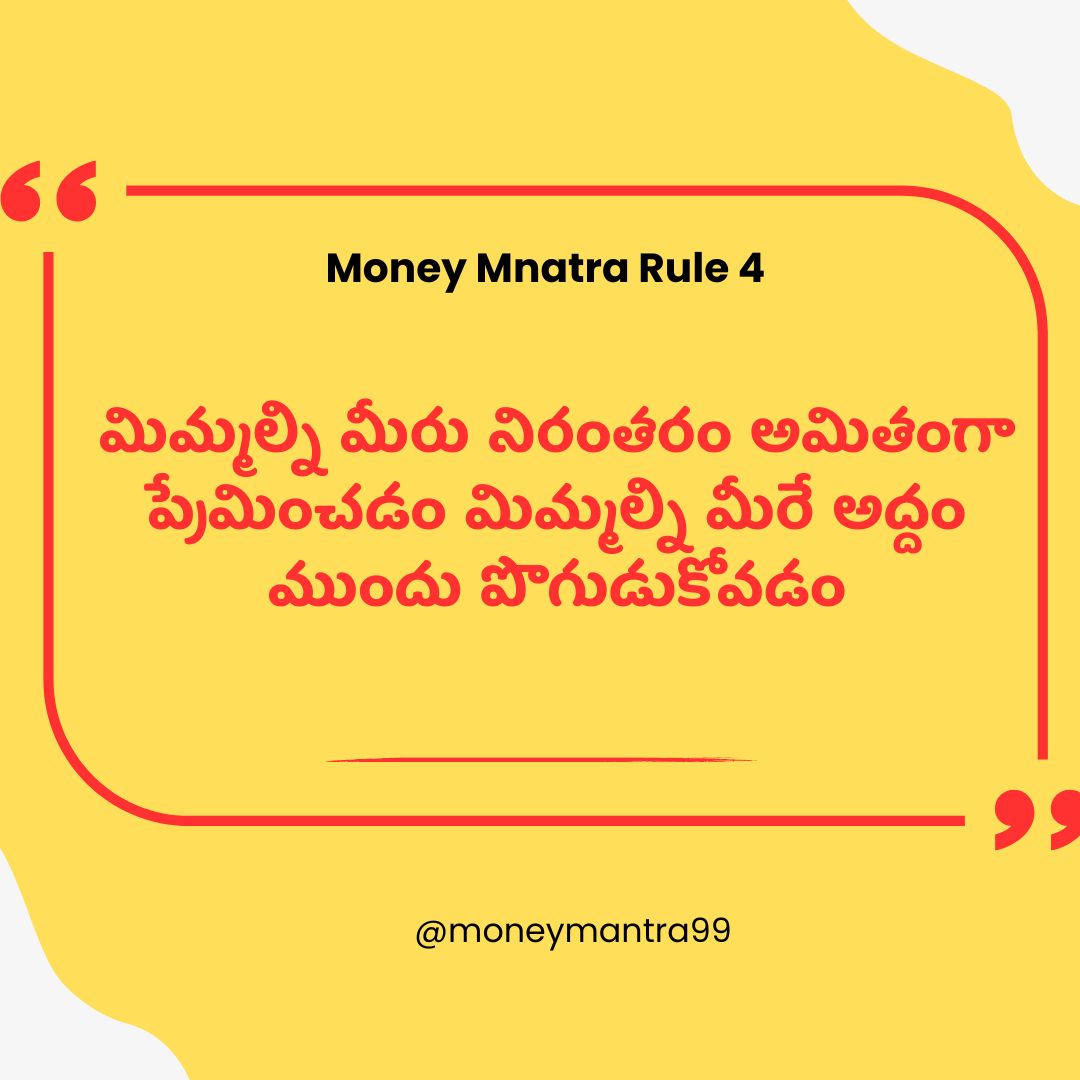 “
Money Mnatra Rule 4
మిమ్మల్ని మీరు నిరంతరం అమితంగా
ప్రేమించడం మిమ్మల్ని మీరే అద్దం
ముందు పొగుడుకోవడం
”
@moneymantra99